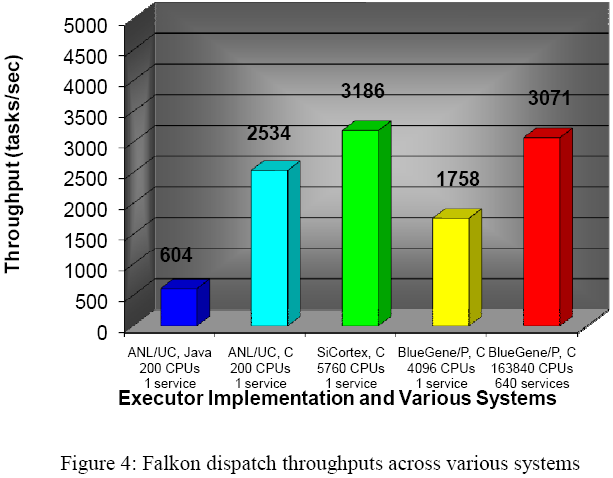 5000
4500
4000
3500
3000
2500
2000
1500
1000
500
0
Throughput (tasks/sec)
604
2534
3186
1758
3071
ANL/UC, Java
200 CPUs
1 service
ANL/UC, C
200 CPUs
1 service
SiCortex, C
5760 CPUs
1 service
BlueGene/P, C
4096 CPUs
1 service
BlueGene/P, C
163840 CPUs
640 services
Executor Implementation and Various Systems
Figure 4: Falkon dispatch throughputs across various systems